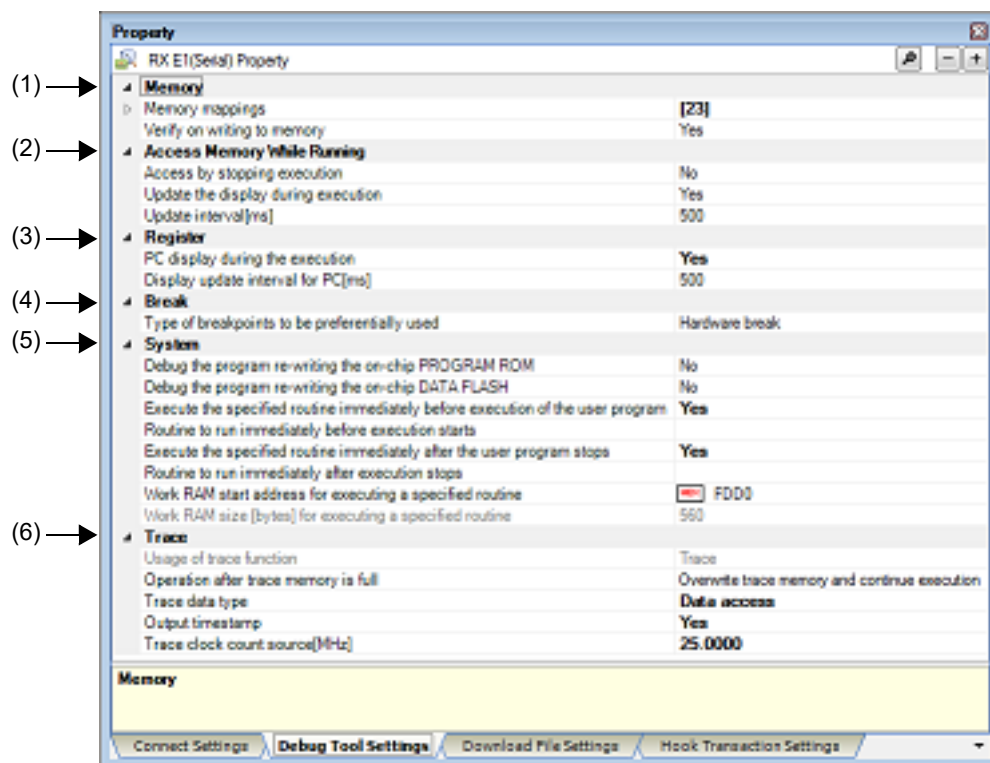 Property
RX E1(Serial) Property
(1) Memory
Memory mappings [23]
Verify on writing to memory Yes
(2) Access Memory While Running
Access by stopping execution No
Update the display during execution Yes
Update interval[ms] 500
(3) Register
PC display during the execution Yes
Display update interval for PC[ms] 500
(4) Break
Type of breakpoints to be preferentially used Hardware break
(5) System
Debug the program re-writing the on-chip PROGRAM ROM No
Debug the program re-writing the on-chip DATA FLASH No
Execute the specified routine immediately before execution of the user program Yes
Routine to run immediately before execution starts
Execute the specified routine immediately after the user program stops Yes
Routine to run immediately after execution stops
Work RAM start address for executing a specified routine FDD0
Work RAM size [bytes] for executing a specified routine 560
(6) Trace
Usage of trace function Trace
Operation after trace memory is full Overwrite trace memory and continue execution
Trace data type Data access
Output timestamp Yes
Trace clock count source[MHz] 25.0000
Memory
Connect Settings Debug Tool Settings Download File Settings Hook Transaction Settings